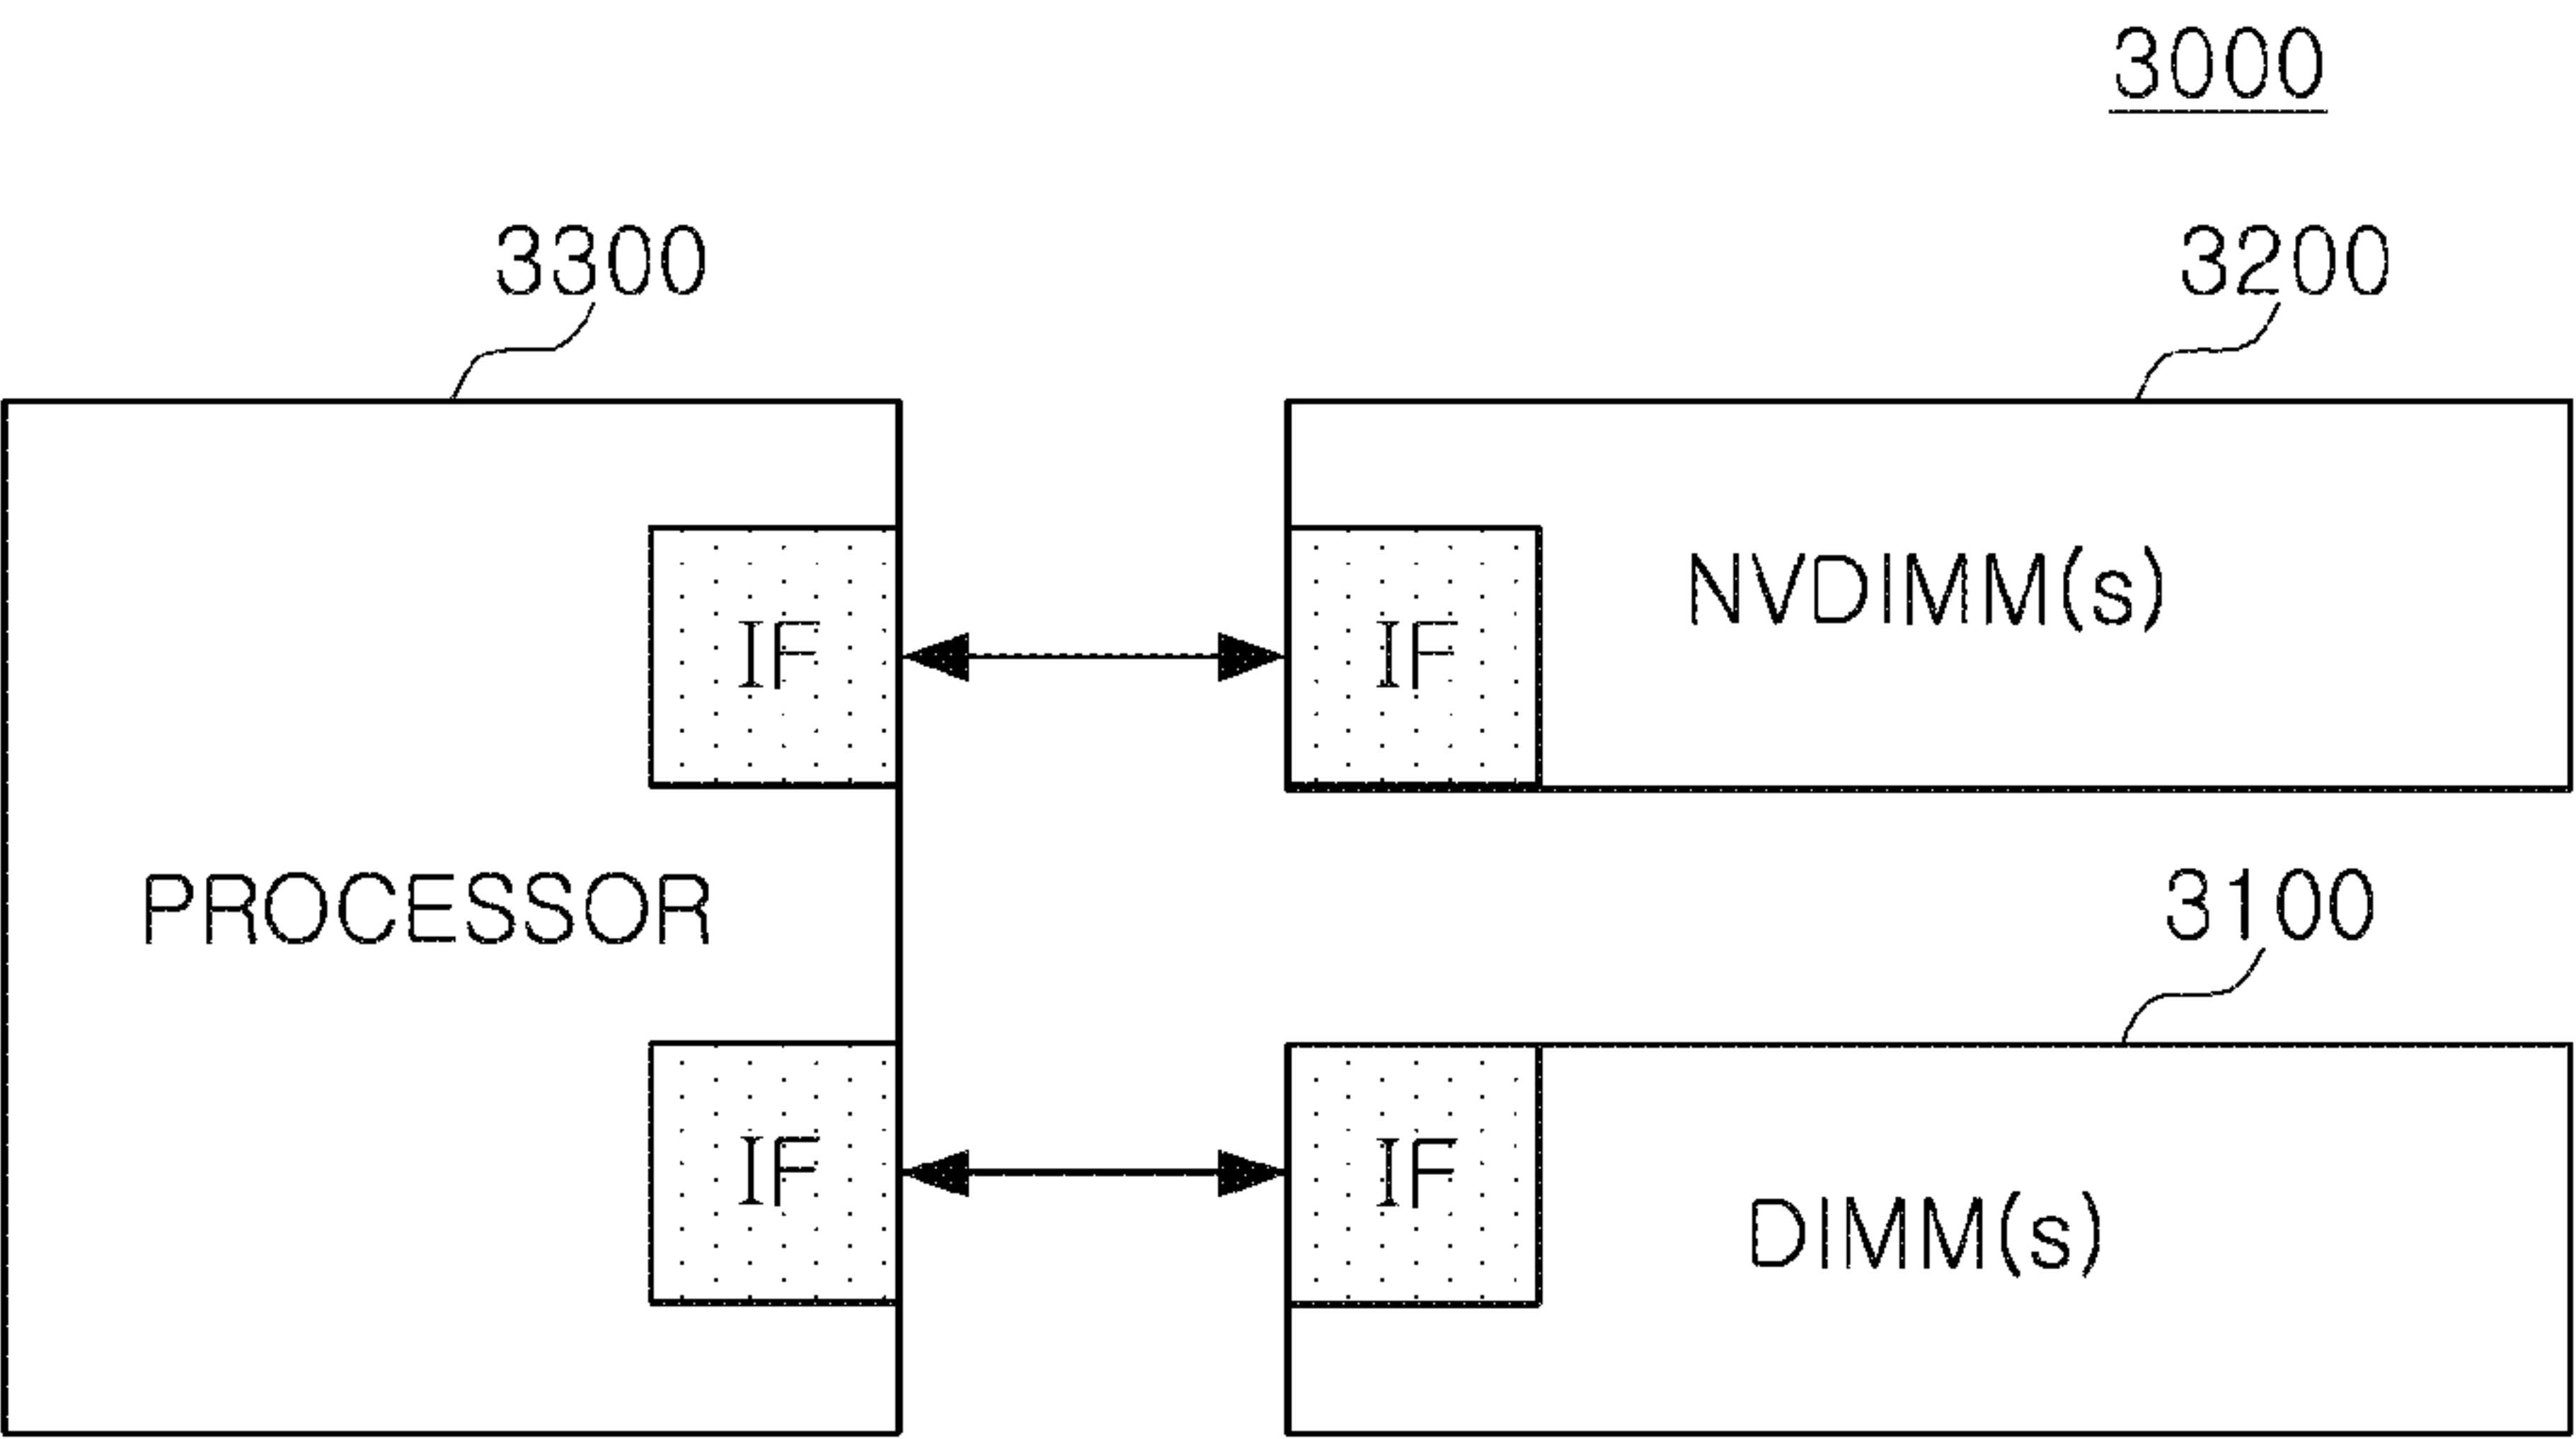 3000
3300
3200
IF
IF
NVDIMM(s)
PROCESSOR
3100
IF
IF
DIMM(s)